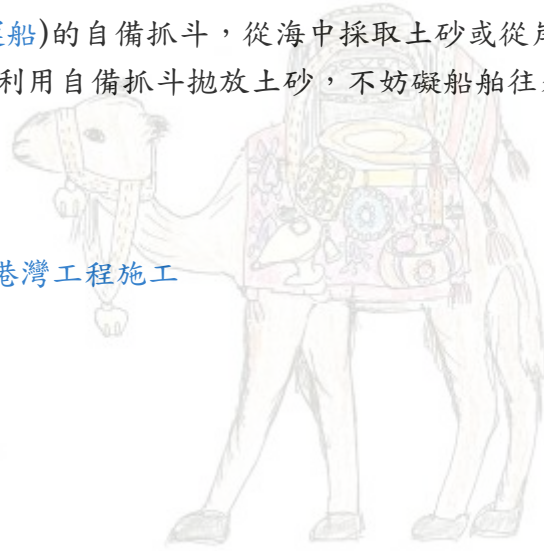 船)的自備抓斗,從海中採取土砂或從岸
利用自備抓斗拋放土砂,不妨礙船舶往
港灣工程施工